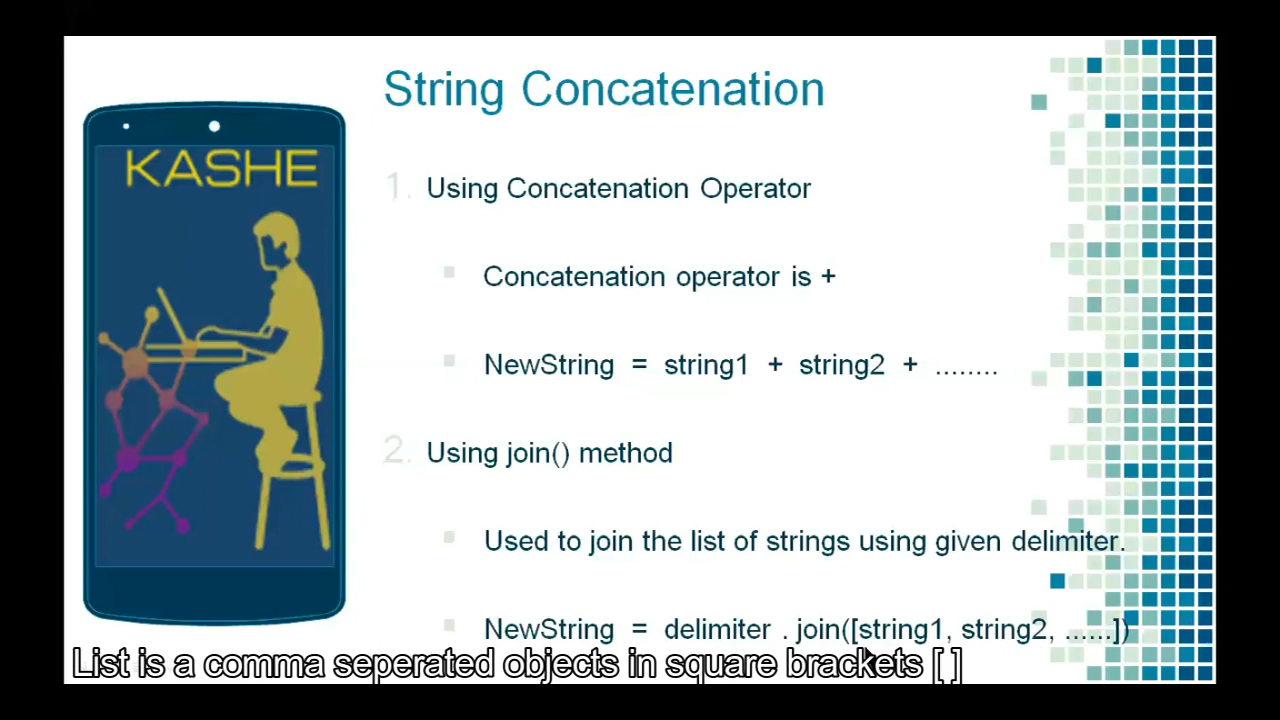 String Concatenation
KASHE
1. Using Concatenation Operator
Concatenation operator is +
NewString = string1 + string2 + ........
2. Using join() method
Used to join the list of strings using given delimiter.
NewString = delimiter . join([string1, string2, ......])
List is a comma seperated objects in square brackets [ ]